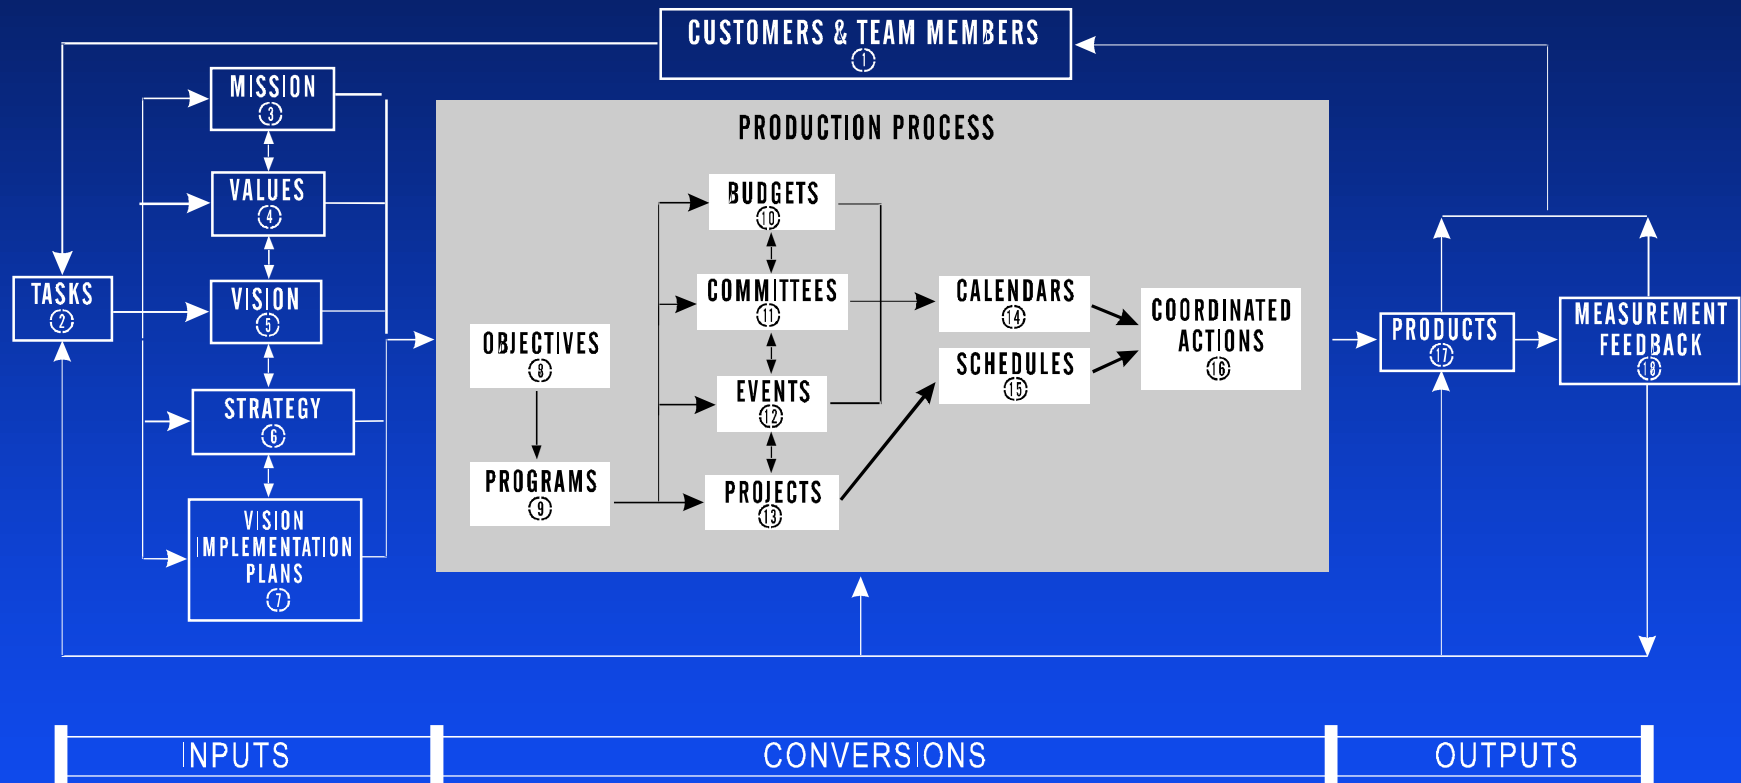 CUSTOMERS & TEAM MEMBERS
1
TASKS
2
MISSION
3
VALUES
4
VISION
5
STRATEGY
6
VISION
IMPLEMENTATION
PLANS
7
PRODUCTION PROCESS
OBJECTIVES
8
PROGRAMS
9
BUDGETS
10
COMMITTEES
11
EVENTS
12
PROJECTS
13
CALENDARS
14
SCHEDULES
15
COORDINATED
ACTIONS
16
PRODUCTS
17
MEASUREMENT
FEEDBACK
18
INPUTS
CONVERSIONS
OUTPUTS